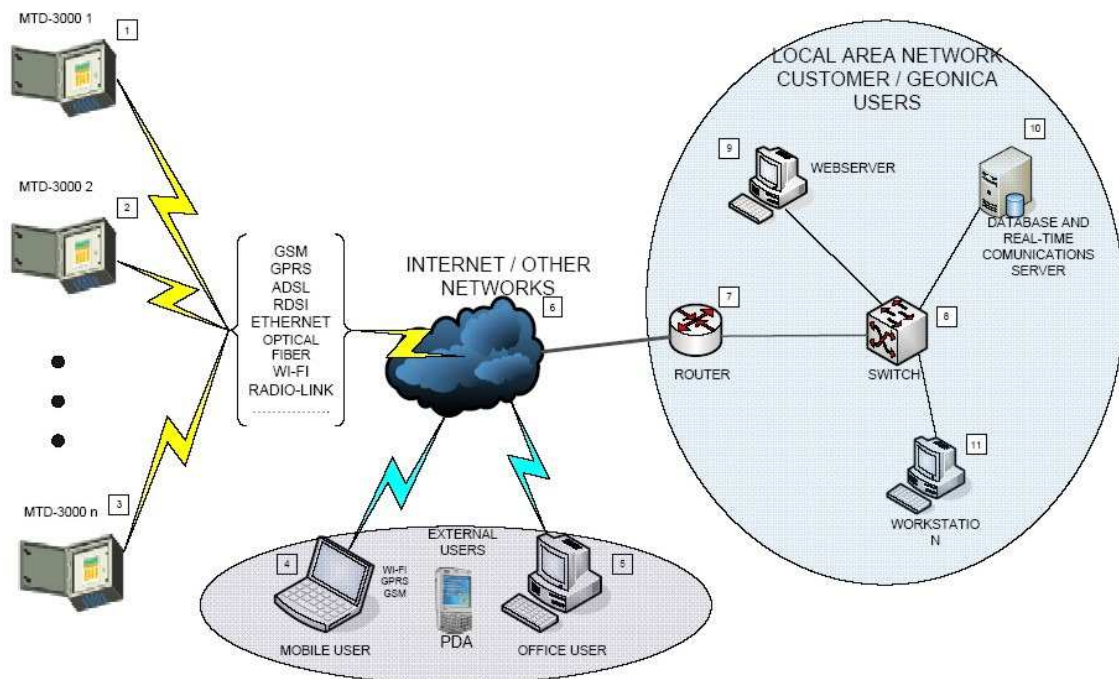 MTD-3000 1
1
MTD-3000 2
2
MTD-3000 n
3
GSM
GPRS
ADSL
RDSI
ETHERNET
OPTICAL
FIBER
WI-FI
RADIO-LINK
....................
INTERNET / OTHER
NETWORKS
6
EXTERNAL
USERS
4
WI-FI
GPRS
GSM
5
MOBILE USER
PDA
OFFICE USER
LOCAL AREA NETWORK
CUSTOMER / GEONICA
USERS
9
WEBSERVER
10
DATABASE AND
REAL-TIME
COMUNICATIONS
SERVER
7
ROUTER
8
SWITCH
11
WORKSTATIO
N